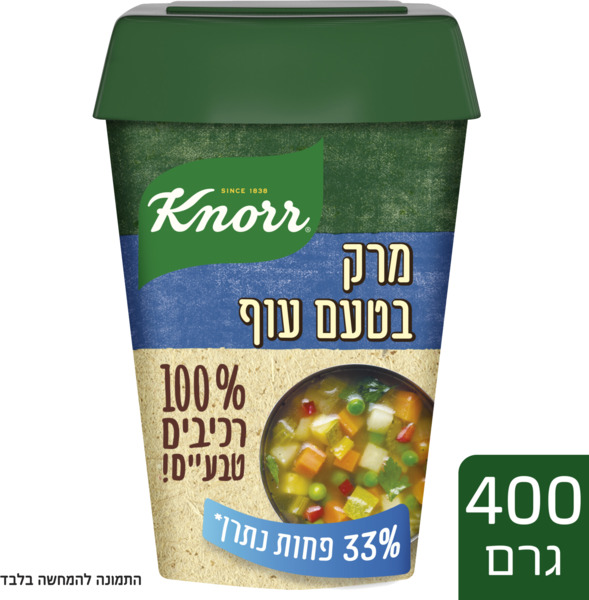 SINCE 1838
Knorr®
מרק
בטעם עוף
100%
רכיבים
טבעיים!
33% פחות נתרן*
400
גרם
התמונה להמחשה בלבד